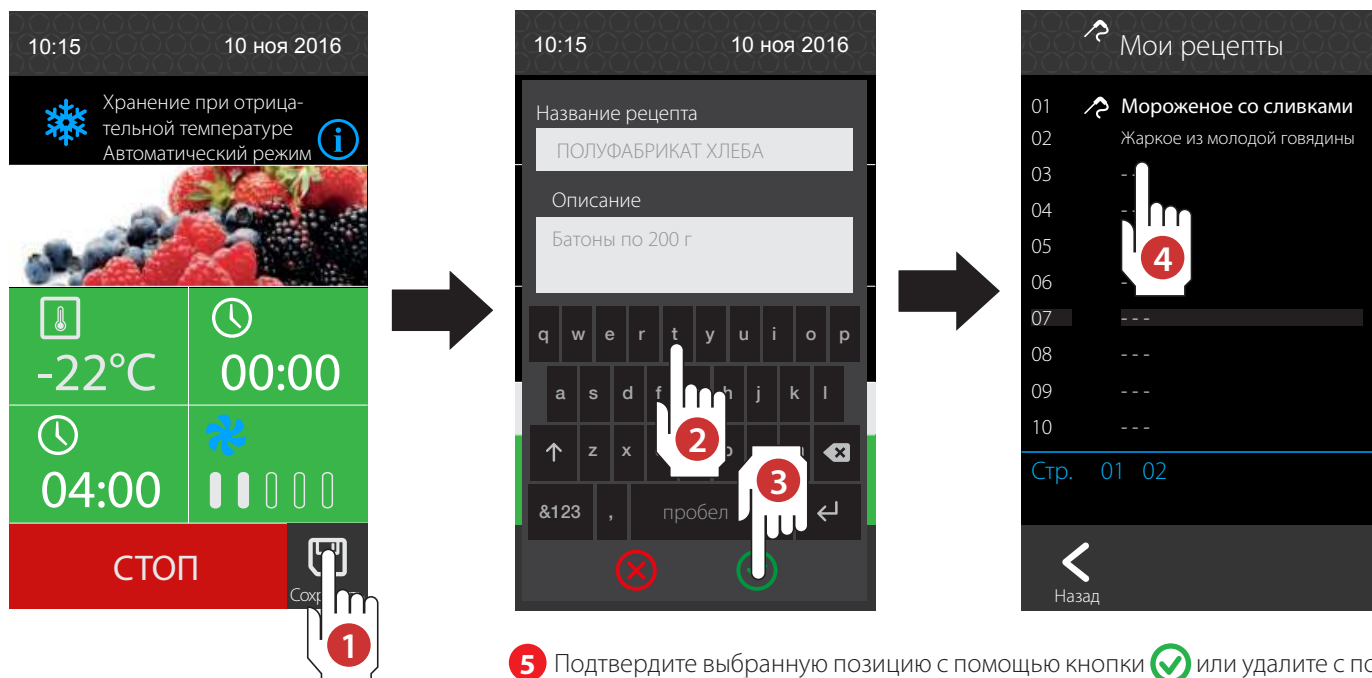 10:15 10 ноя 2016
Хранение при отрица-
тельной температуре
Автоматический режим i
-22°C 00:00
04:00
СТОП
1
10:15 10 ноя 2016
Название рецепта
ПОЛУФАБРИКАТ ХЛЕБА
Описание
Батоны по 200 г
q w e r t y u i o p
a s d f h j k l
z x
2
3
&123 , пробел
Мои рецепты
01 Мороженое со сливками
02 Жаркое из молодой говядины
03 - -
04 -
05
06 -
07 - - -
08 - - -
09 - - -
10 - - -
4
Стр. 01 02
Назад
5 Подтвердите выбранную позицию с помощью кнопки или удалите с по